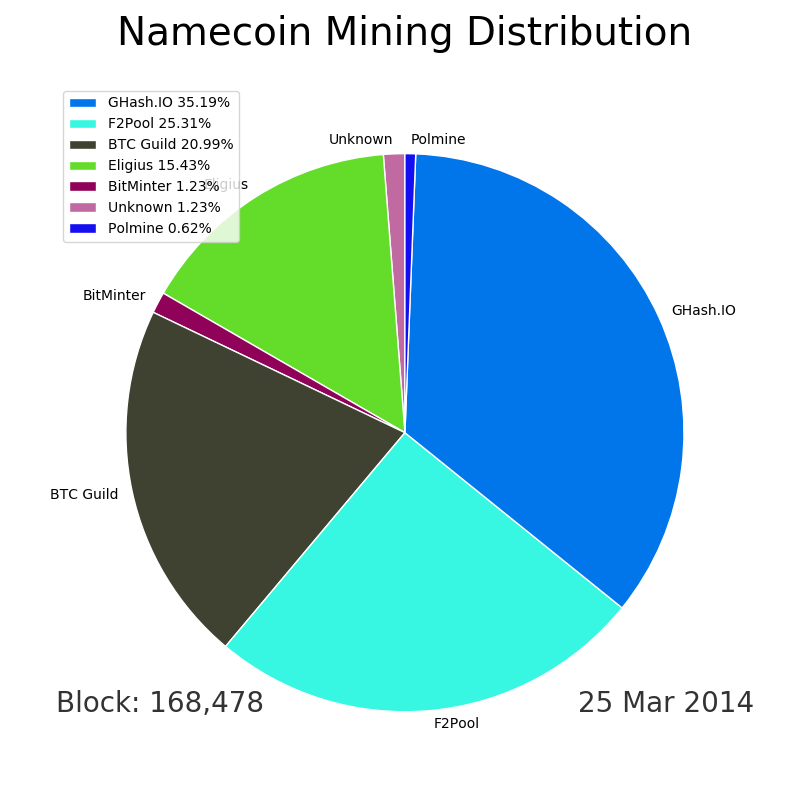 Namecoin Mining Distribution
GHash.IO 35.19%
F2Pool 25.31%
BTC Guild 20.99%
Eligius 15.43%
BitMinter 1.23%
Unknown 1.23%
Polmine 0.62%
Unknown
Polmine
Eligius
BitMinter
GHash.IO
BTC Guild
F2Pool
Block: 168,478
25 Mar 2014